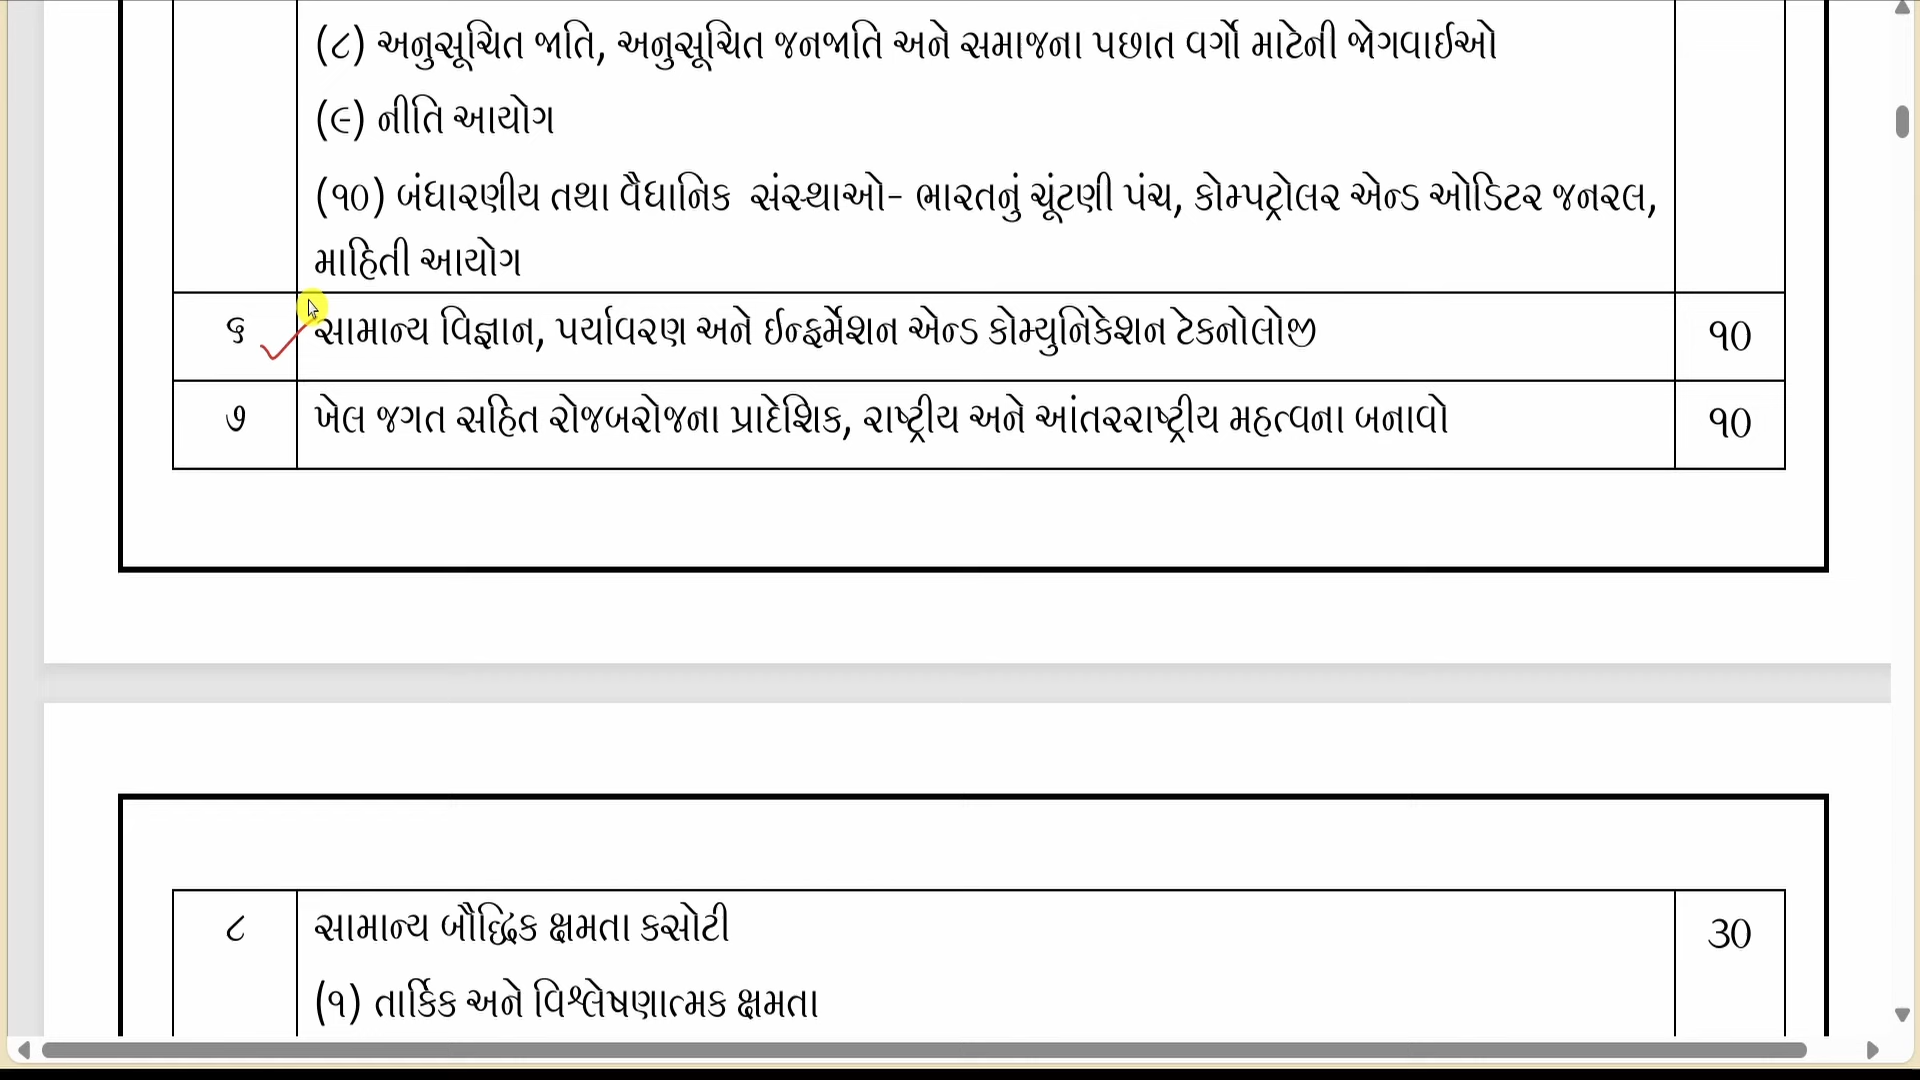 (૮) અનુસૂચિત જાતિ, અનુસૂચિત જનજાતિ અને સમાજના પછાત વર્ગો માટેની જોગવાઈઓ
(૯) નીતિ આયોગ
(૧૦) બંધારણીય તથા વૈધાનિક સંસ્થાઓ- ભારતનું ચૂંટણી પંચ, કોમ્પટ્રોલર એન્ડ ઓડિટર જનરલ,
માહિતી આયોગ
૬ સામાન્ય વિજ્ઞાન, પર્યાવરણ અને ઈન્ફર્મેશન એન્ડ કોમ્યુનિકેશન ટેકનોલોજી ૧૦
૭ ખેલ જગત સહિત રોજબરોજના પ્રાદેશિક, રાષ્ટ્રીય અને આંતરરાષ્ટ્રીય મહત્વના બનાવો ૧૦
૮ સામાન્ય બૌદ્ધિક ક્ષમતા કસોટી ૩૦
(૧) તાર્કિક અને વિશ્લેષણાત્મક ક્ષમતા